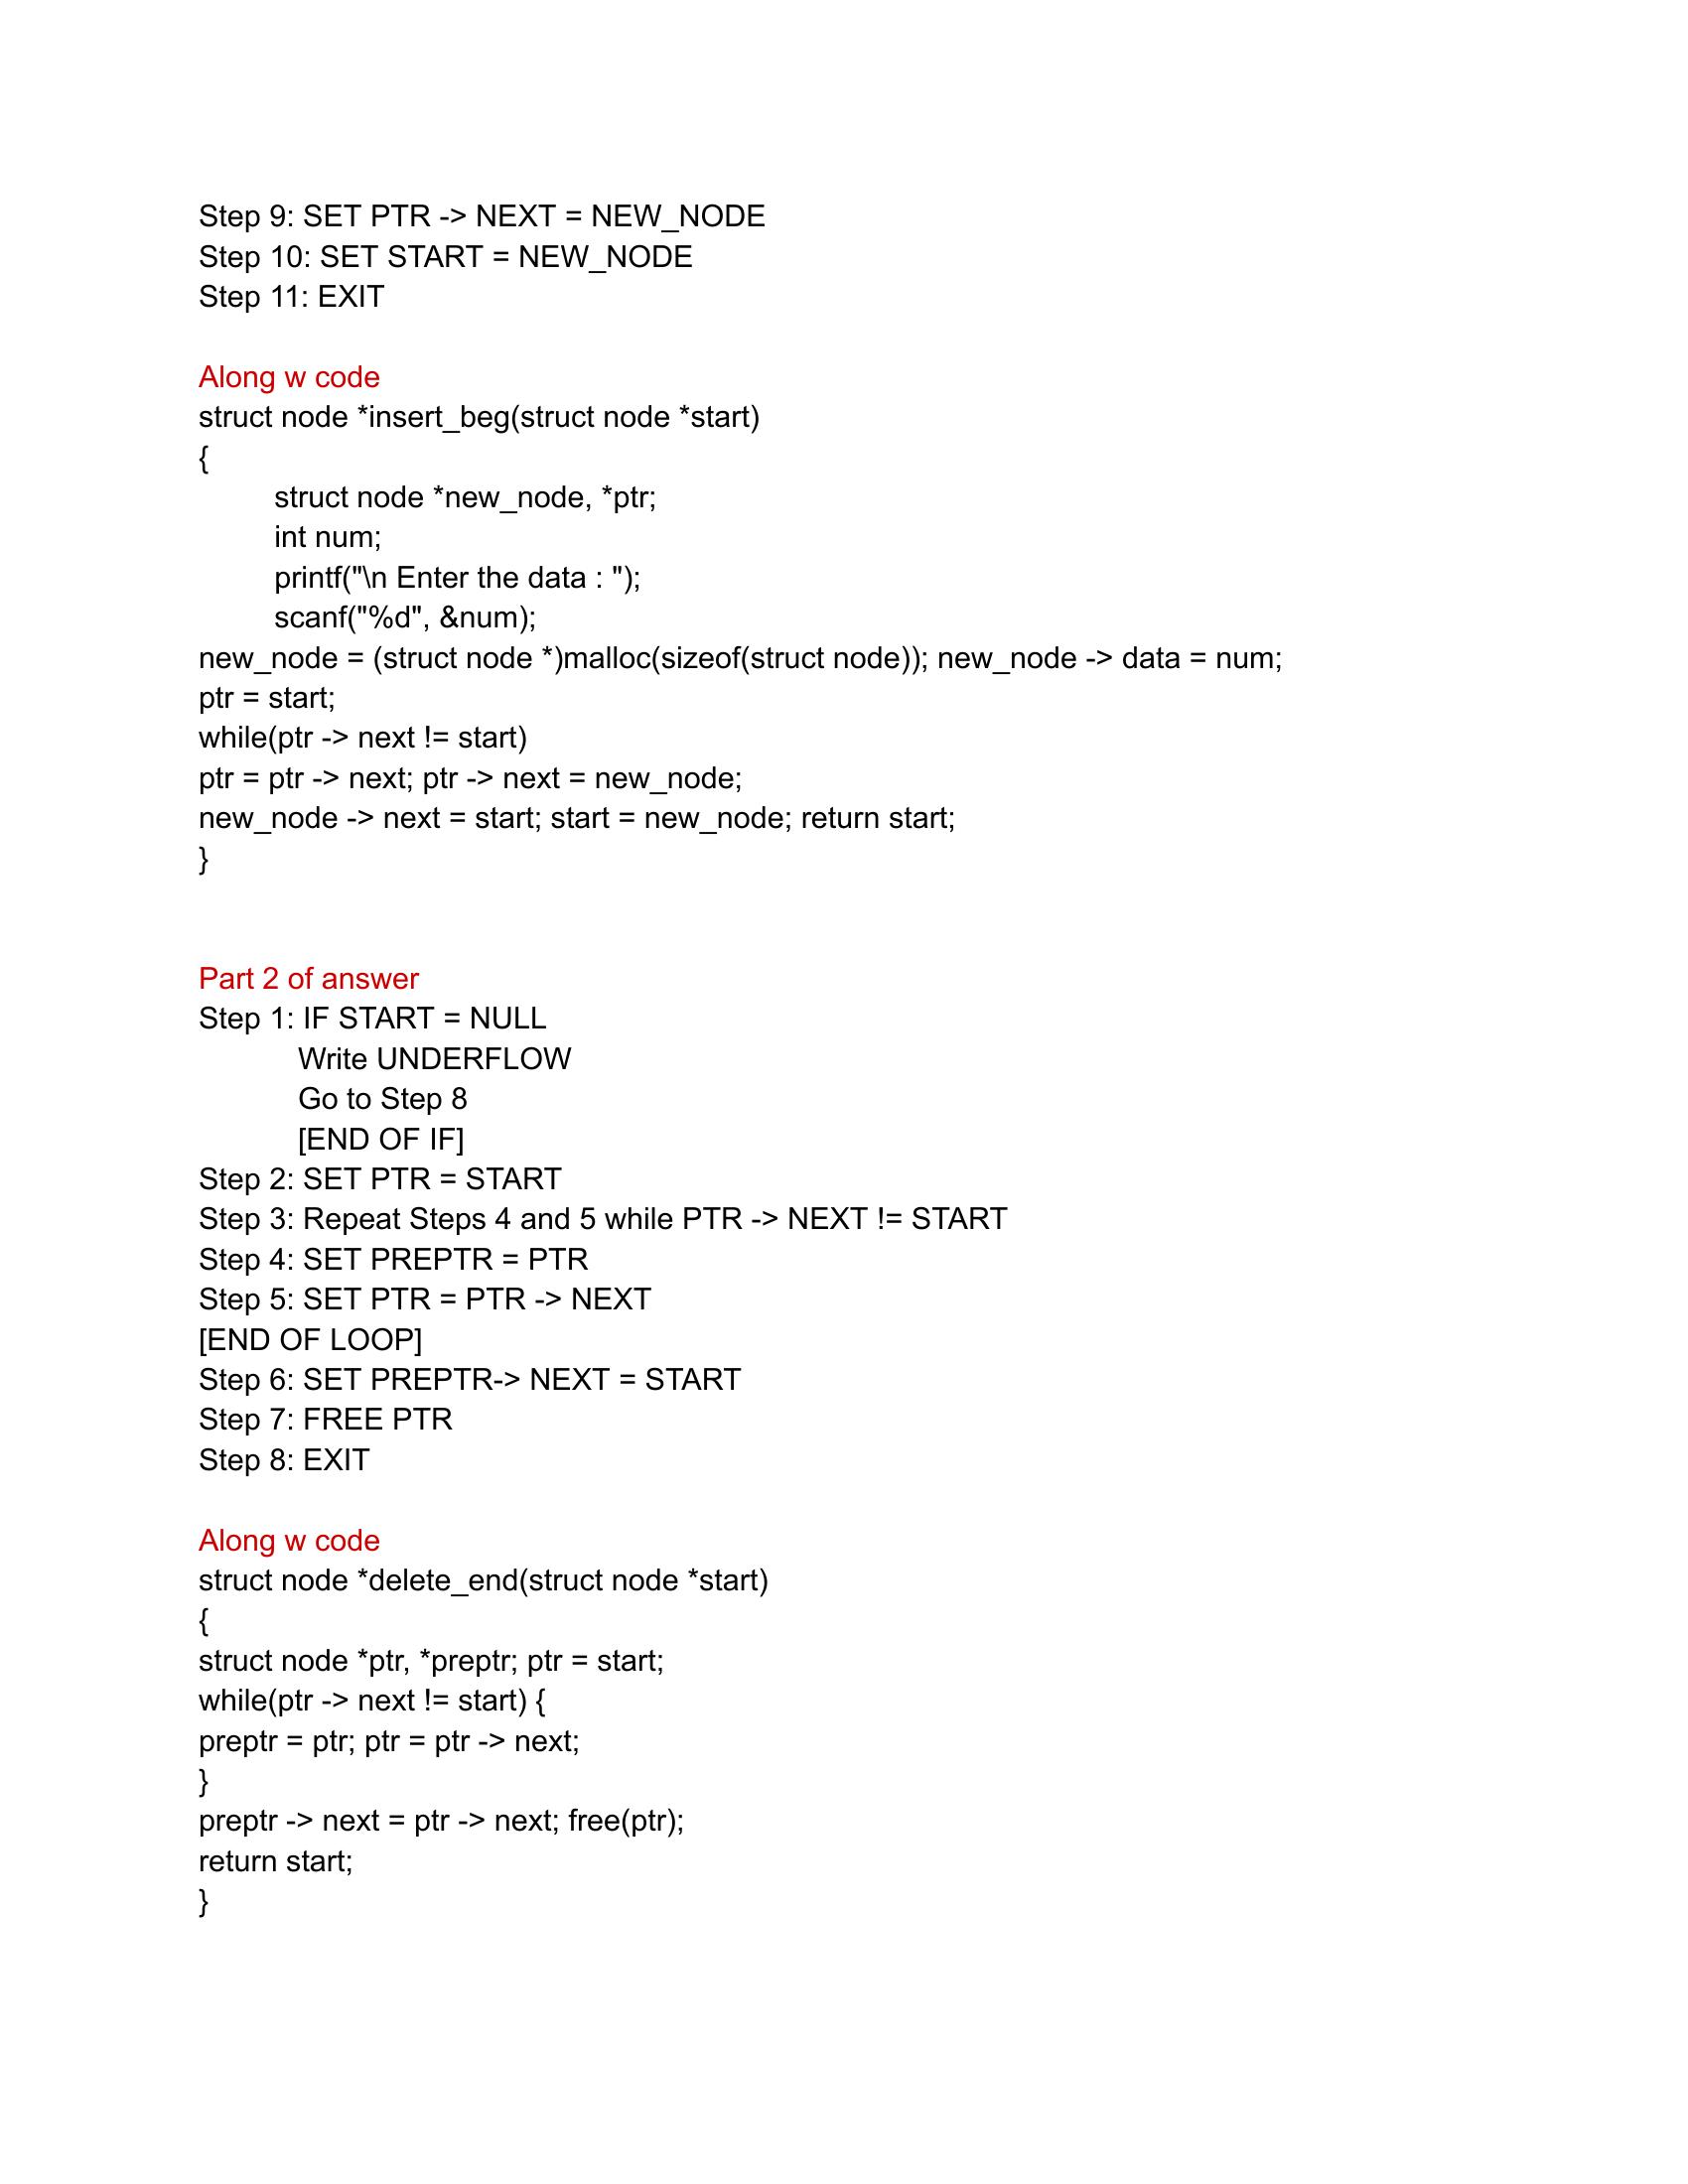 Step 9: SET PTR -> NEXT = NEW_NODE
Step 10: SET START = NEW_NODE
Step 11: EXIT
Along w code
struct node *insert_beg(struct node *start)
{
struct node *new_node, *ptr;
int num;
printf("\n Enter the data : ");
scanf("%d", &num);
new_node = (struct node *)malloc(sizeof(struct node)); new_node -> data = num;
ptr = start;
while(ptr -> next != start)
ptr = ptr -> next; ptr -> next = new_node;
new_node -> next = start; start = new_node; return start;
}
Part 2 of answer
Step 1: IF START = NULL
Write UNDERFLOW
Go to Step 8
[END OF IF]
Step 2: SET PTR = START
Step 3: Repeat Steps 4 and 5 while PTR -> NEXT != START
Step 4: SET PREPTR = PTR
Step 5: SET PTR = PTR -> NEXT
[END OF LOOP]
Step 6: SET PREPTR-> NEXT = START
Step 7: FREE PTR
Step 8: EXIT
Along w code
struct node *delete_end(struct node *start)
{
struct node *ptr, *preptr; ptr = start;
while(ptr -> next != start) {
preptr = ptr; ptr = ptr -> next;
}
preptr -> next = ptr -> next; free(ptr);
return start;
}